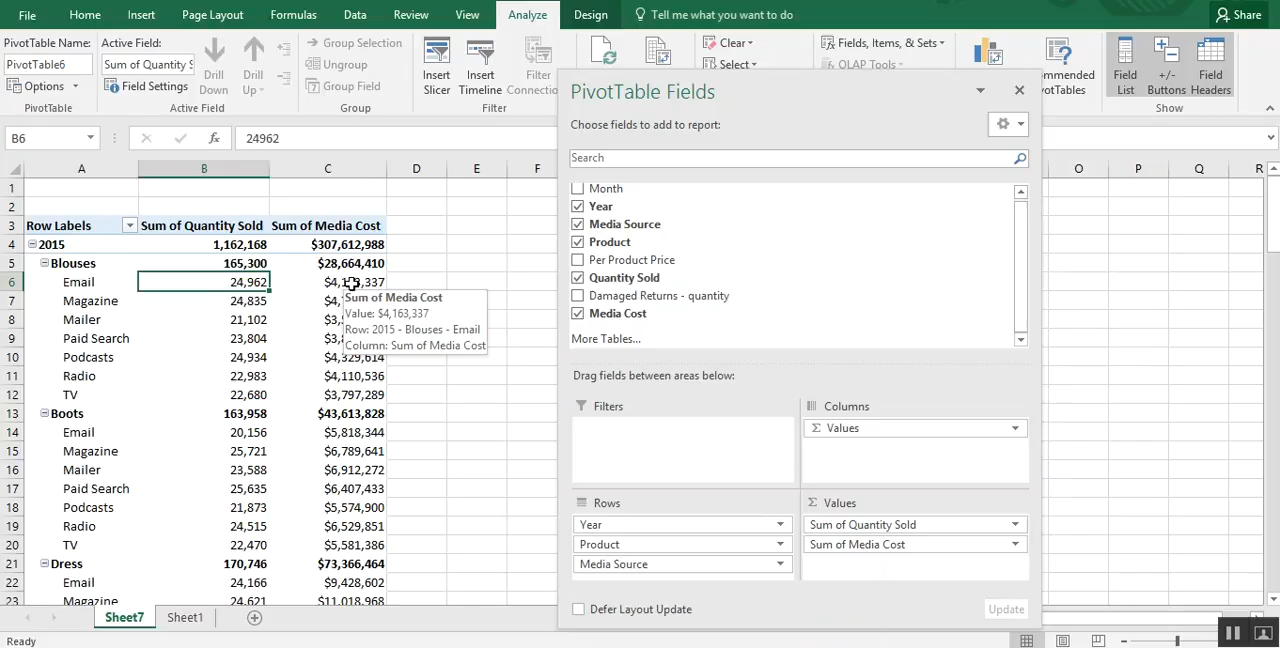 File Home Insert Page Layout Formulas Data Review View Analyze Design Tell me what you want to do Share
PivotTable Name: Active Field: Group Selection Clear Fields, Items, & Sets
PivotTable6 Sum of Quantity Ungro Select OLAP Tools
Options Field Settings Drill Down Drill Up Group Field Insert Slicer Insert Timeline Filter Field List +/- Buttons Field Headers
PivotTable Active Field Group Filter Show
B6 fx 24962
A B C D E F O P Q R
1
2
3 Row Labels Sum of Quantity Sold Sum of Media Cost
4 2015 1,162,168 $307,612,988
5 Blouses 165,300 $28,664,410
6 Email 24,962
7 Magazine 24,835
8 Mailer 21,102
9 Paid Search 23,804
10 Podcasts 24,934 $4,329,614
11 Radio 22,983 $4,110,536
12 TV 22,680 $3,797,289
13 Boots 163,958 $43,613,828
14 Email 20,156 $5,818,344
15 Magazine 25,721 $6,789,641
16 Mailer 23,588 $6,912,272
17 Paid Search 25,635 $6,407,433
18 Podcasts 21,873 $5,574,900
19 Radio 24,515 $6,529,851
20 TV 22,470 $5,581,386
21 Dress 170,746 $73,366,464
22 Email 24,166 $9,428,602
23 Magazine 24,621 $11,018,968
Sum of Media Cost
Value: $4,163,337
Row: 2015 - Blouses - Email
Column: Sum of Media Cost
PivotTable Fields
Choose fields to add to report:
Search
Month
Year
Media Source
Product
Per Product Price
Quantity Sold
Damaged Returns - quantity
Media Cost
More Tables...
Drag fields between areas below:
Filters Columns
Σ Values
Rows Σ Values
Year Sum of Quantity Sold
Product Sum of Media Cost
Media Source
Defer Layout Update Update
Sheet7 Sheet1
Ready